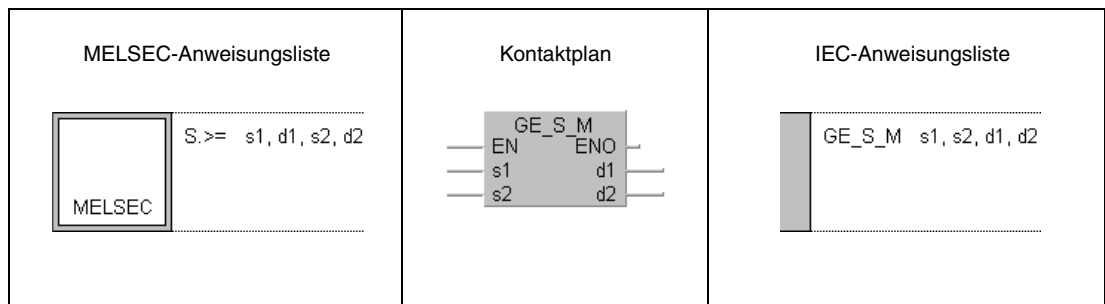 MELSEC-Anweisungsliste
MELSEC
S.>= s1, d1, s2, d2
Kontaktplan
GE_S_M
EN ENO
s1 d1
s2 d2
IEC-Anweisungsliste
GE_S_M s1, s2, d1, d2